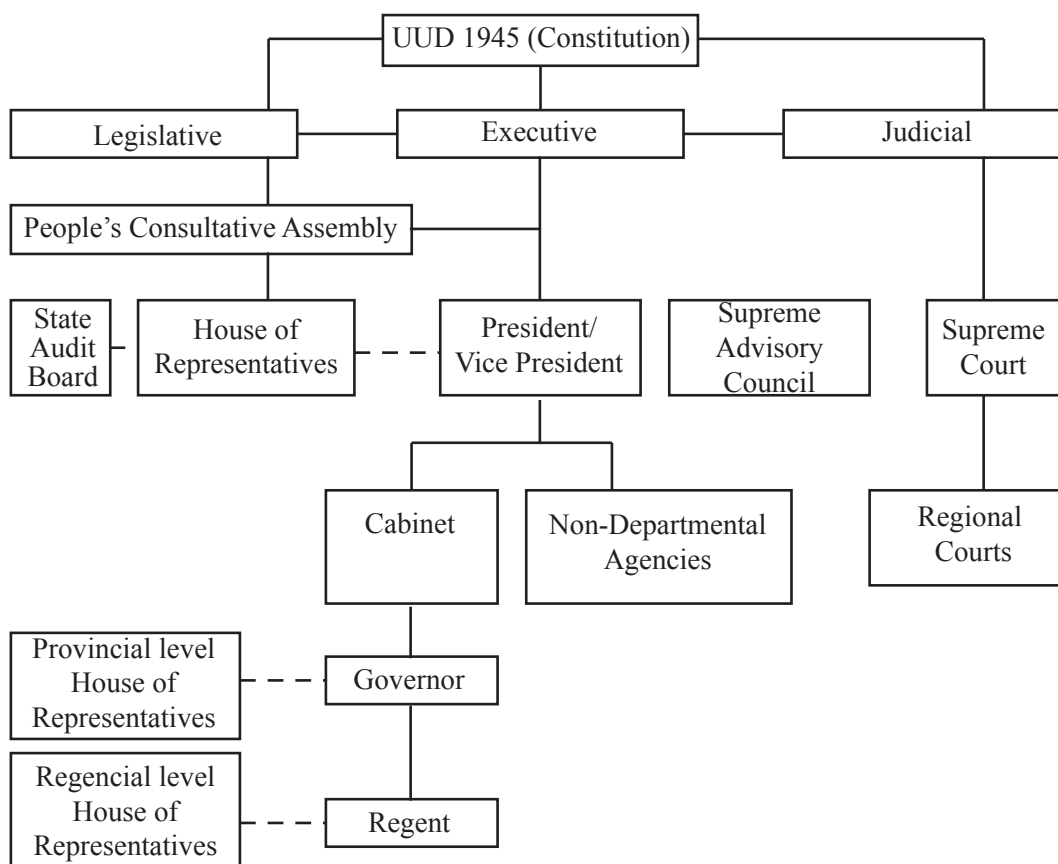 UUD 1945 (Constitution)
Legislative
Executive
Judicial
People's Consultative Assembly
State
Audit
Board
House of
Representatives
President/
Vice President
Supreme
Advisory
Council
Supreme
Court
Cabinet
Non-Departmental
Agencies
Regional
Courts
Provincial level
House of
Representatives
Governor
Regencial level
House of
Representatives
Regent